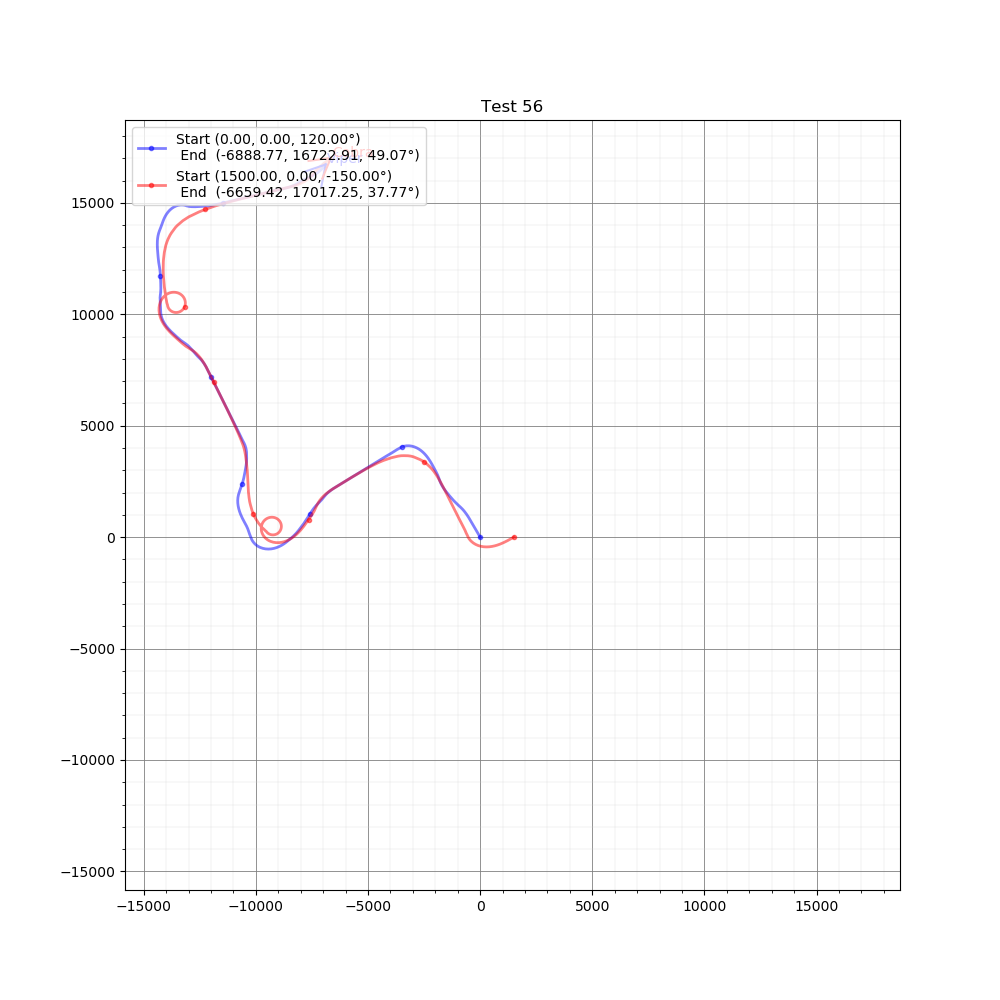 Test 56
Start (0.00, 0.00, 120.00°)
End (-6888.77, 16722.91, 49.07°)
Start (1500.00, 0.00, -150.00°)
End (-6659.42, 17017.25, 37.77°)
15000
10000
5000
0
−5000
−10000
−15000
−15000 −10000 −5000 0 5000 10000 15000